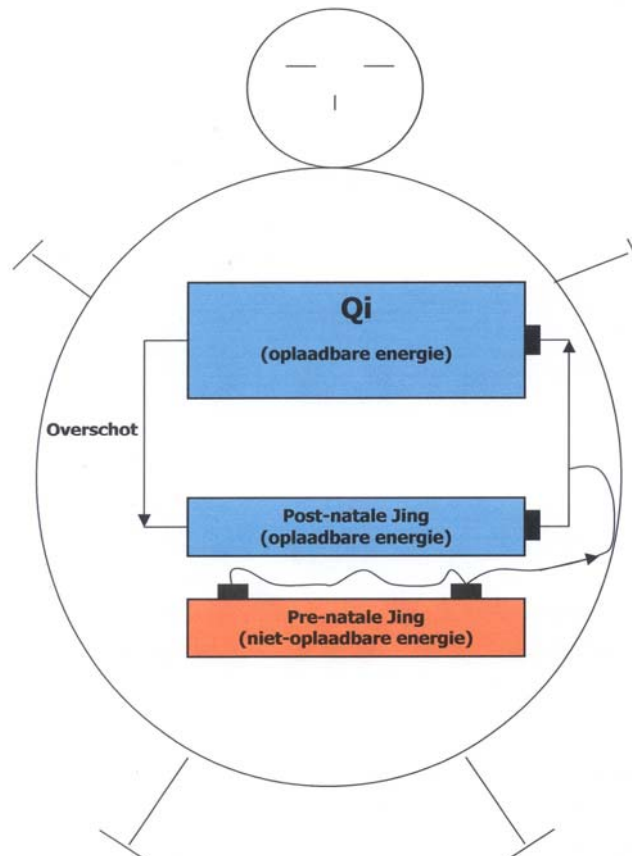 Qi
(oplaadbare energie)
Overschot
Post-natale Jing
(oplaadbare energie)
Pre-natale Jing
(niet-oplaadbare energie)